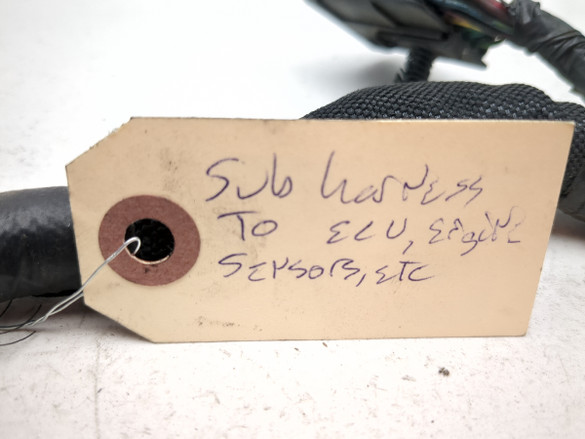 Sub harness
To ECU, Engine
Sensors, etc